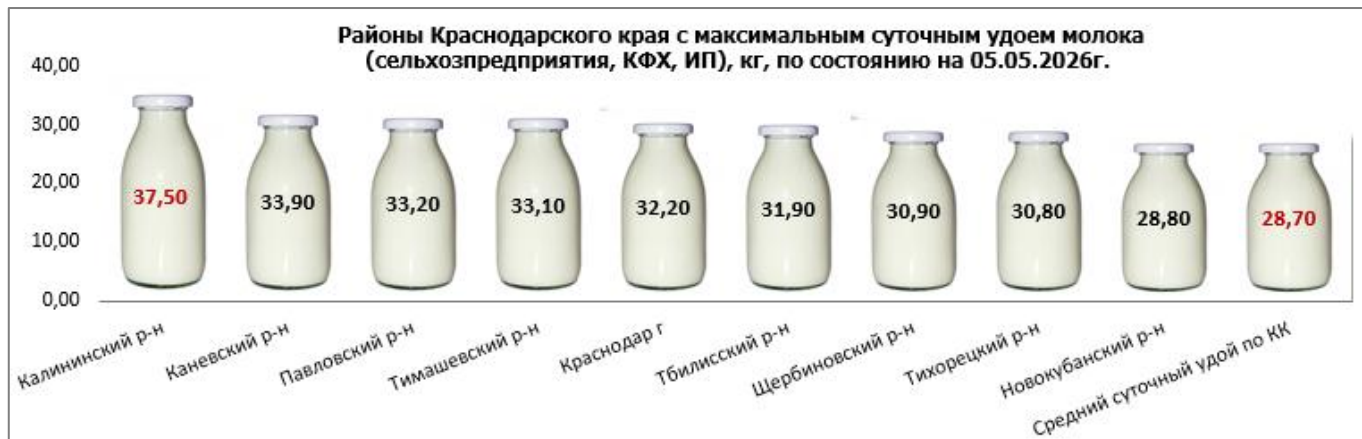 Районы Краснодарского края с максимальным суточным удоем молока
(сельхозпредприятия, КФХ, ИП), кг, по состоянию на 05.05.2026г.
40,00
30,00
20,00
10,00
0,00
37,50
33,90
33,20
33,10
32,20
31,90
30,90
30,80
28,80
28,70
Калининский р-н
Каневский р-н
Павловский р-н
Тимашевский р-н
Краснодар г
Тбилисский р-н
Щербиновский р-н
Тихорецкий р-н
Новокубанский р-н
Средний суточный удой по КК